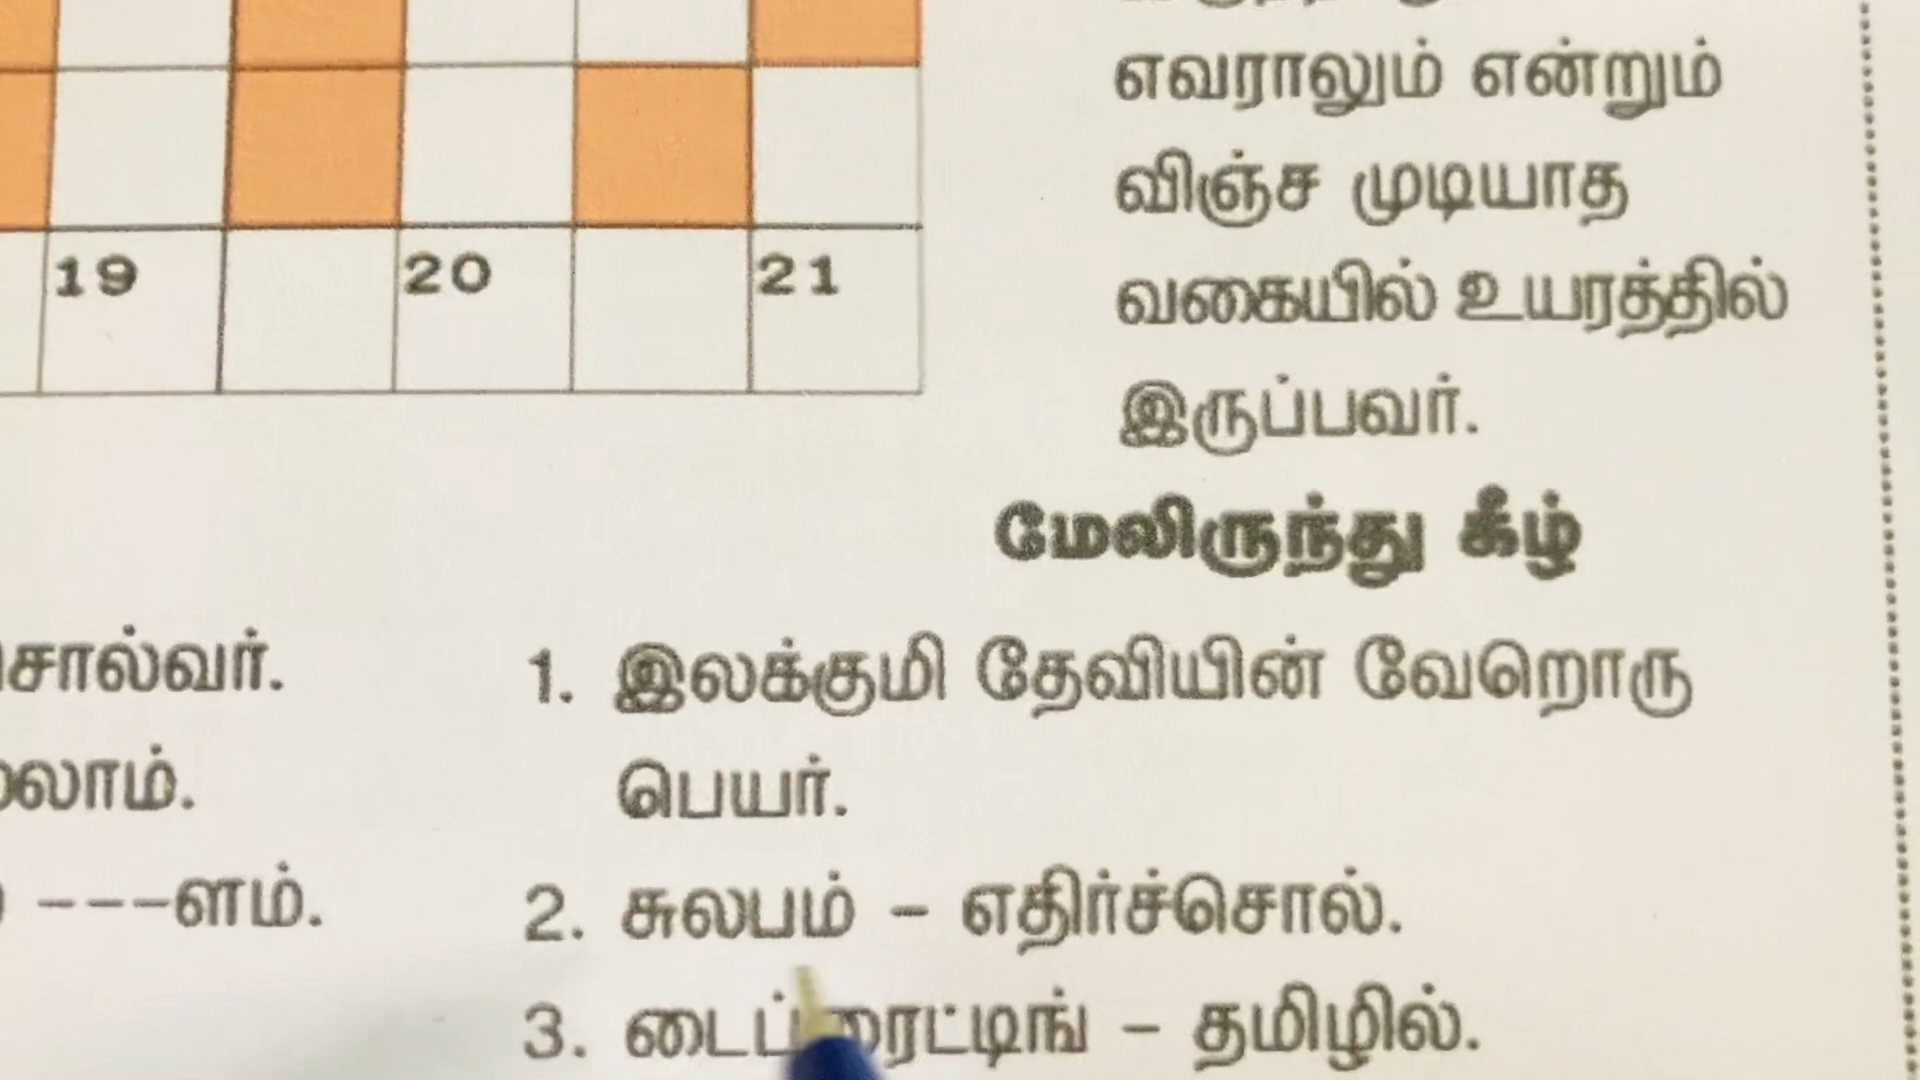 எவராலும் என்றும்
விஞ்ச முடியாத
வகையில் உயரத்தில்
இருப்பவர்.
19 20 21
மேலிருந்து கீழ்
சொல்வர்.
1. இலக்குமி தேவியின் வேறொரு
பெயர்.
லாம்.
---ளம்.
2. சுலபம் – எதிர்ச்சொல்.
3. டைப்ரைட்டிங் – தமிழில்.